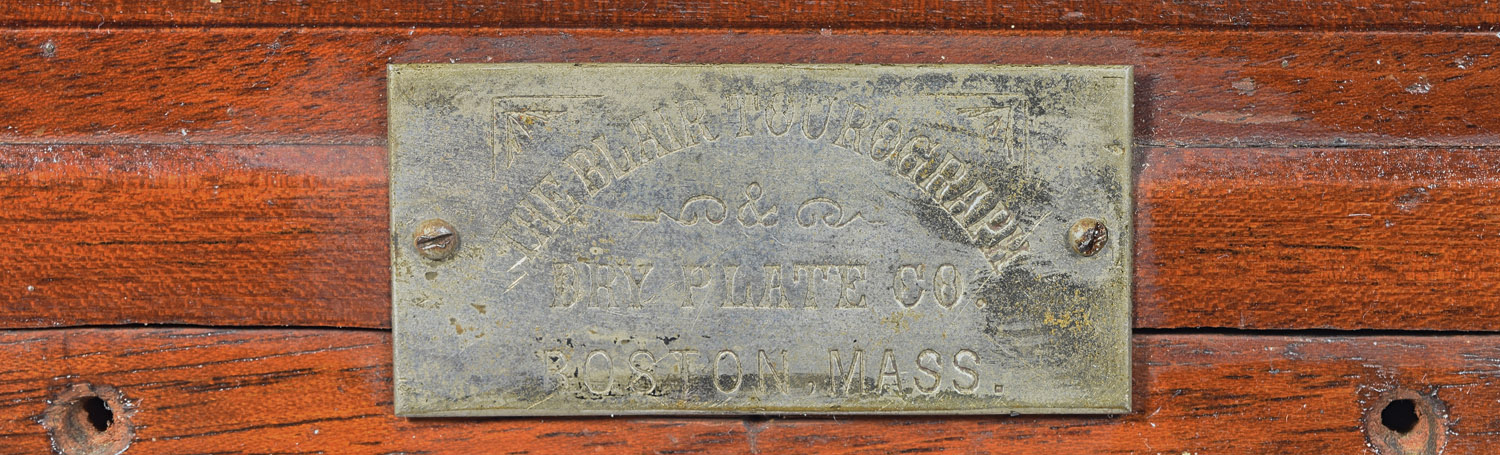 THE BLAIR TOUROGRAPH
&
DRY PLATE CO.
BOSTON, MASS.